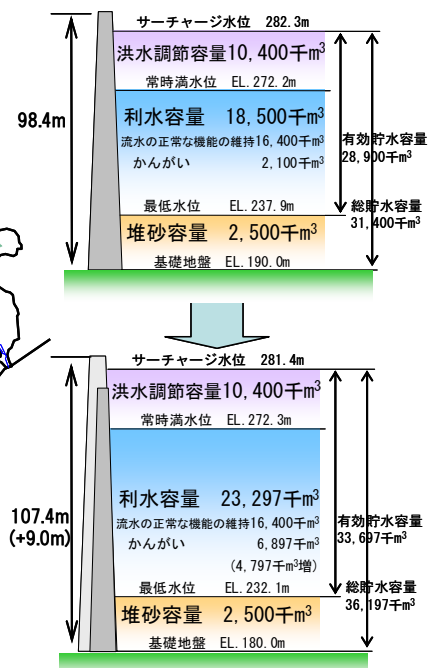 サーチャージ水位 282.3m
洪水調節容量10,400千m³
常時満水位 EL.272.2m
98.4m
利水容量 18,500千m³
流水の正常な機能の維持16,400千m³
かんがい 2,100千m³
有効貯水容量
28,900千m³
最低水位 EL.237.9m
総貯水容量
31,400千m³
堆砂容量 2,500千m³
基礎地盤 EL.190.0m
サーチャージ水位 281.4m
洪水調節容量10,400千m³
常時満水位 EL.272.3m
107.4m
(+9.0m)
利水容量 23,297千m³
流水の正常な機能の維持16,400千m³
かんがい 6,897千m³
(4,797千m³増)
有効貯水容量
33,697千m³
最低水位 EL.232.1m
総貯水容量
36,197千m³
堆砂容量 2,500千m³
基礎地盤 EL.180.0m